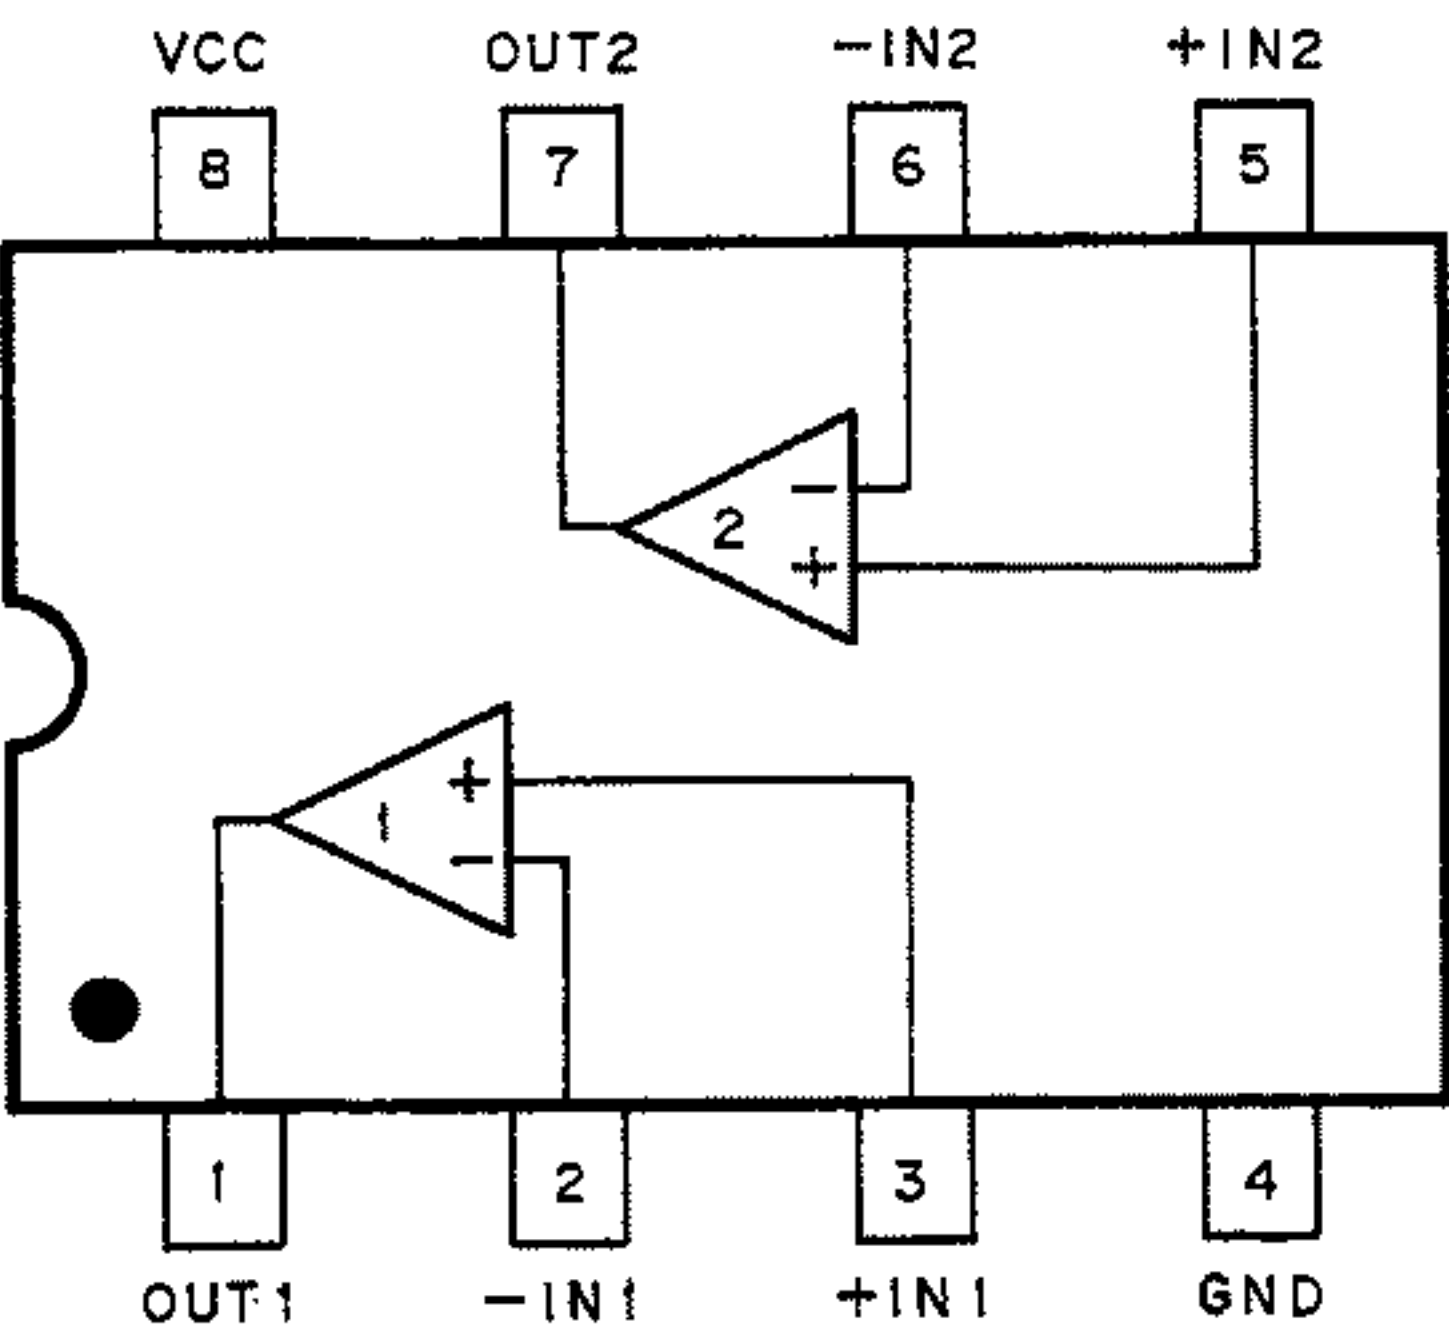 VCC OUT2 -IN2 +IN2
8 7 6 5
-
2
+
+
1
-
1 2 3 4
OUT1 -IN1 +IN1 GND